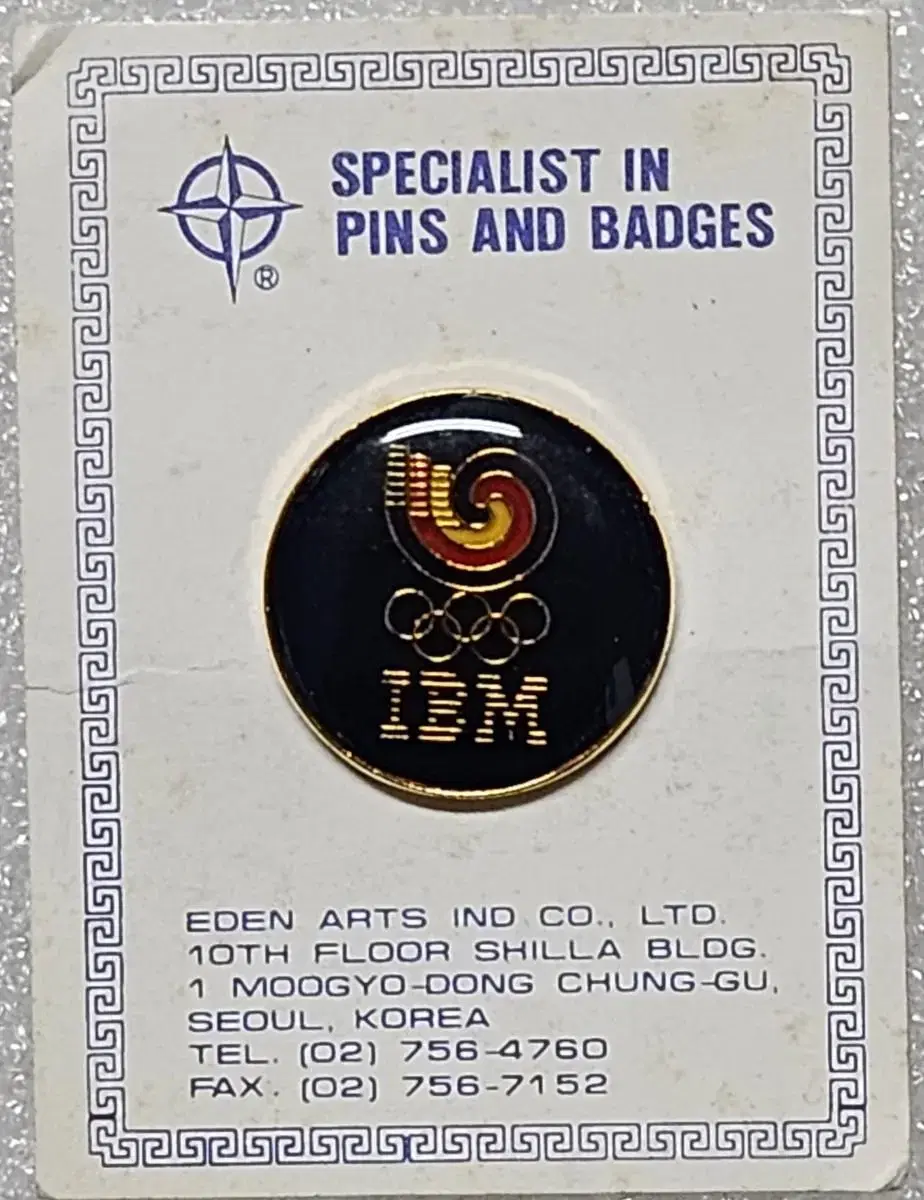 SPECIALIST IN
PINS AND BADGES
®
IBM
EDEN ARTS IND CO., LTD.
10TH FLOOR SHILLA BLDG.
1 MOOGYO-DONG CHUNG-GU,
SEOUL, KOREA
TEL. (02) 756-4760
FAX. (02) 756-7152